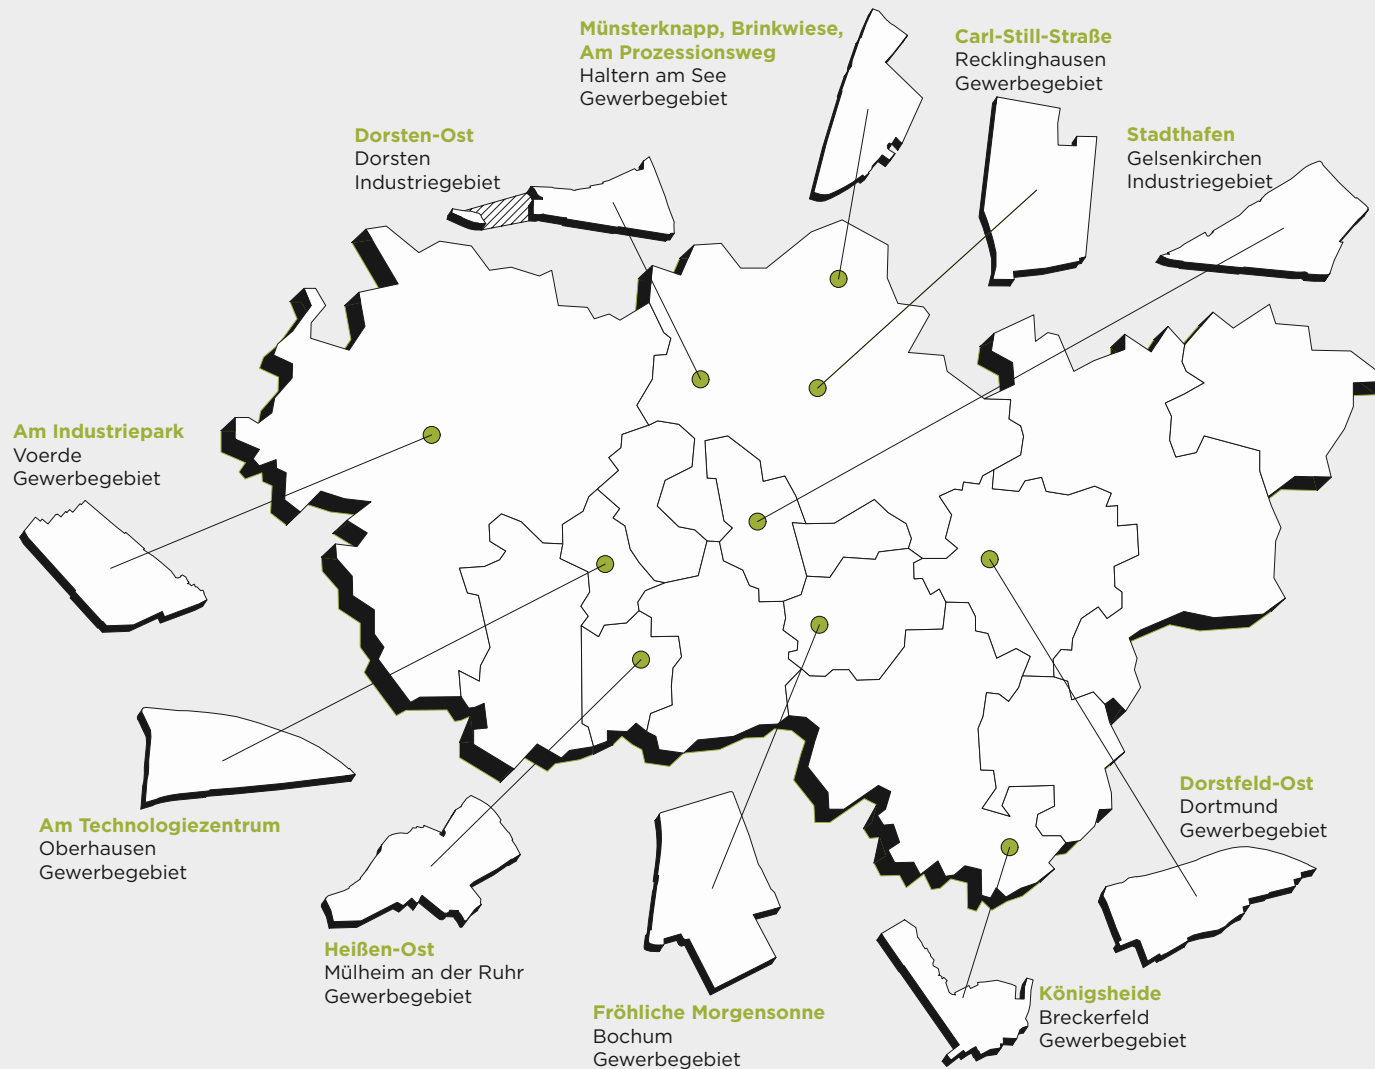 Münsterknapp, Brinkwiese,
Am Prozessionsweg
Haltern am See
Gewerbegebiet
Carl-Still-Straße
Recklinghausen
Gewerbegebiet
Dorsten-Ost
Dorsten
Industriegebiet
Stadthafen
Gelsenkirchen
Industriegebiet
Am Industriepark
Voerde
Gewerbegebiet
Am Technologiezentrum
Oberhausen
Gewerbegebiet
Dorstfeld-Ost
Dortmund
Gewerbegebiet
Heißen-Ost
Mülheim an der Ruhr
Gewerbegebiet
Fröhliche Morgensonne
Bochum
Gewerbegebiet
Königsheide
Breckerfeld
Gewerbegebiet